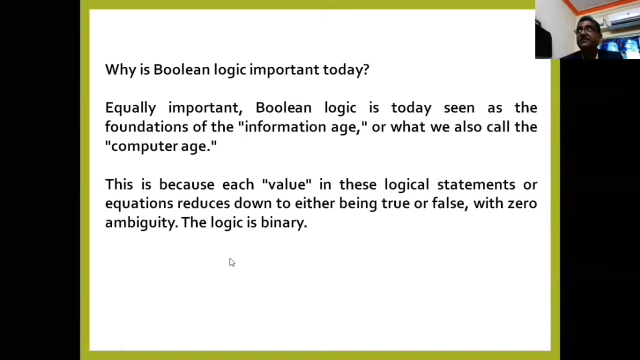 Why is Boolean logic important today?
Equally important, Boolean logic is today seen as the
foundations of the "information age," or what we also call the
"computer age."
This is because each "value" in these logical statements or
equations reduces down to either being true or false, with zero
ambiguity. The logic is binary.